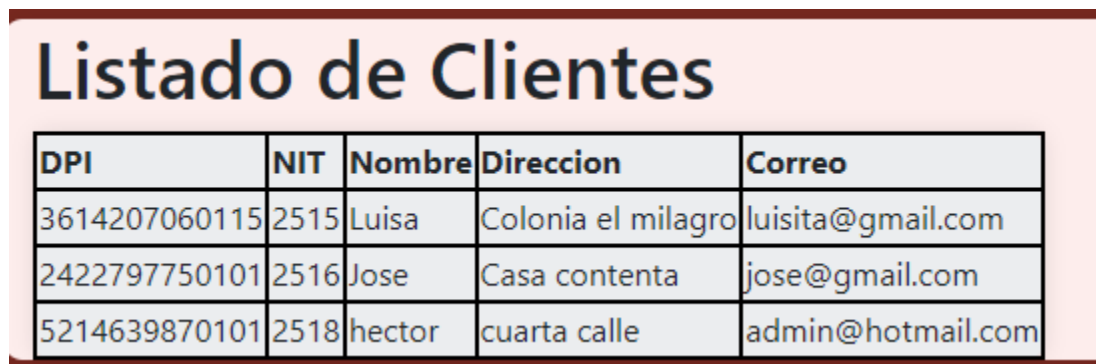 Listado de Clientes
DPI NIT Nombre Direccion Correo
3614207060115 2515 Luisa Colonia el milagro luisita@gmail.com
2422797750101 2516 Jose Casa contenta jose@gmail.com
5214639870101 2518 hector cuarta calle admin@hotmail.com